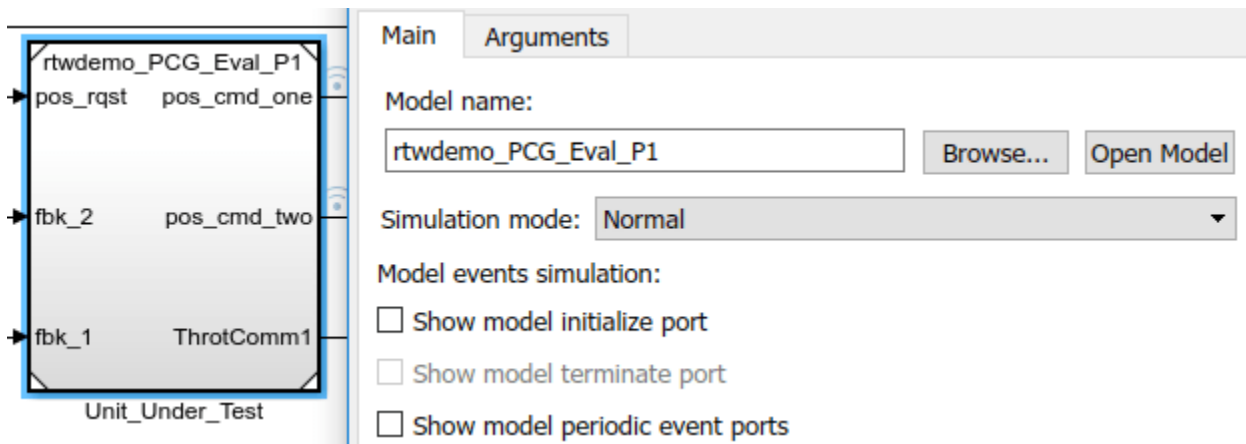 rtwdemo_PCG_Eval_P1
pos_rqst pos_cmd_one
fbk_2 pos_cmd_two
fbk_1 ThrotComm1
Unit_Under_Test
Main Arguments
Model name:
rtwdemo_PCG_Eval_P1 Browse... Open Model
Simulation mode: Normal
Model events simulation:
Show model initialize port
Show model terminate port
Show model periodic event ports